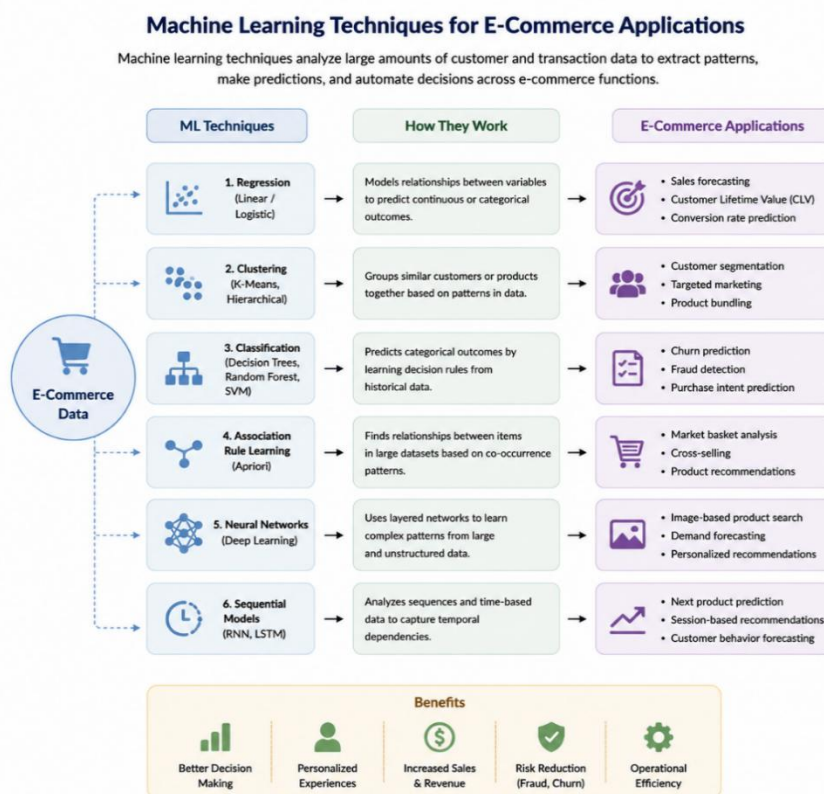 Machine Learning Techniques for E-Commerce Applications
Machine learning techniques analyze large amounts of customer and transaction data to extract patterns,
make predictions, and automate decisions across e-commerce functions.
ML Techniques
How They Work
E-Commerce Applications
E-Commerce
Data
1. Regression
(Linear /
Logistic)
Models relationships between variables
to predict continuous or categorical
outcomes.
• Sales forecasting
• Customer Lifetime Value (CLV)
• Conversion rate prediction
2. Clustering
(K-Means,
Hierarchical)
Groups similar customers or products
together based on patterns in data.
• Customer segmentation
• Targeted marketing
• Product bundling
3. Classification
(Decision Trees,
Random Forest,
SVM)
Predicts categorical outcomes by
learning decision rules from
historical data.
• Churn prediction
• Fraud detection
• Purchase intent prediction
4. Association
Rule Learning
(Apriori)
Finds relationships between items
in large datasets based on co-occurrence
patterns.
• Market basket analysis
• Cross-selling
• Product recommendations
5. Neural Networks
(Deep Learning)
Uses layered networks to learn
complex patterns from large
and unstructured data.
• Image-based product search
• Demand forecasting
• Personalized recommendations
6. Sequential
Models
(RNN, LSTM)
Analyzes sequences and time-based
data to capture temporal
dependencies.
• Next product prediction
• Session-based recommendations
• Customer behavior forecasting
Benefits
Better Decision
Making
Personalized
Experiences
Increased Sales
& Revenue
Risk Reduction
(Fraud, Churn)
Operational
Efficiency